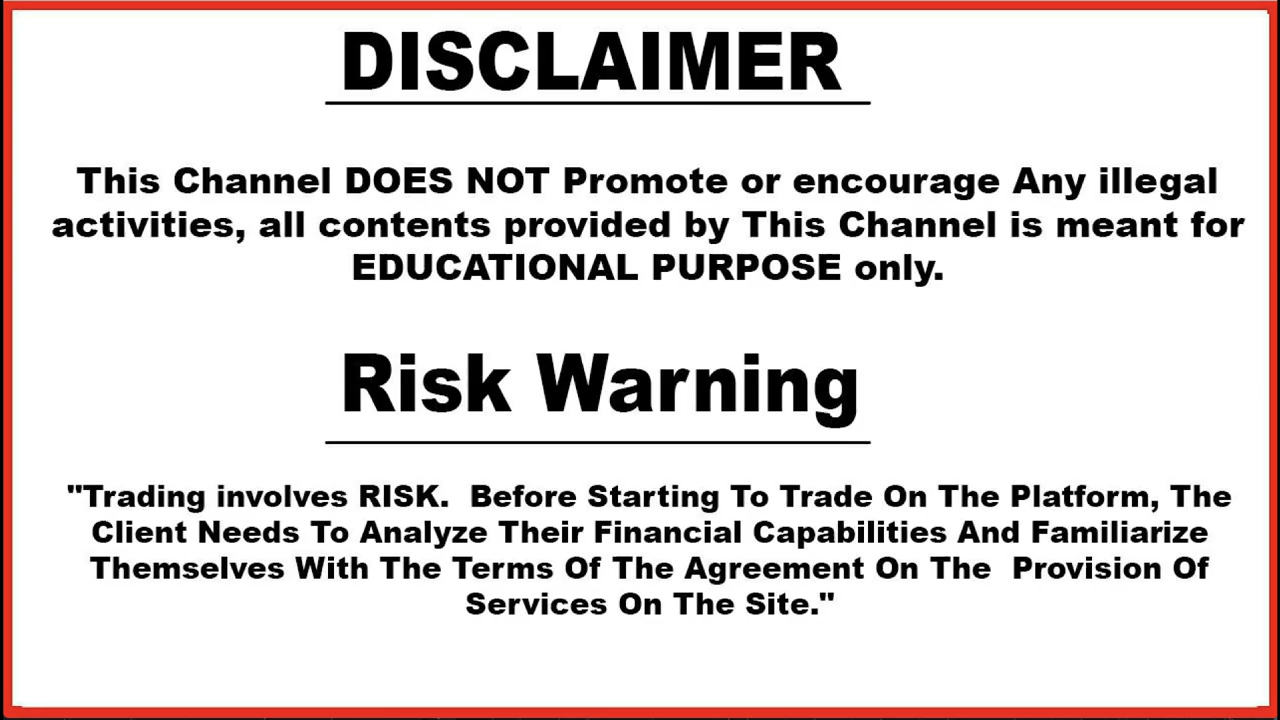 DISCLAIMER
This Channel DOES NOT Promote or encourage Any illegal
activities, all contents provided by This Channel is meant for
EDUCATIONAL PURPOSE only.
Risk Warning
"Trading involves RISK.  Before Starting To Trade On The Platform, The
Client Needs To Analyze Their Financial Capabilities And Familiarize
Themselves With The Terms Of The Agreement On The  Provision Of
Services On The Site."